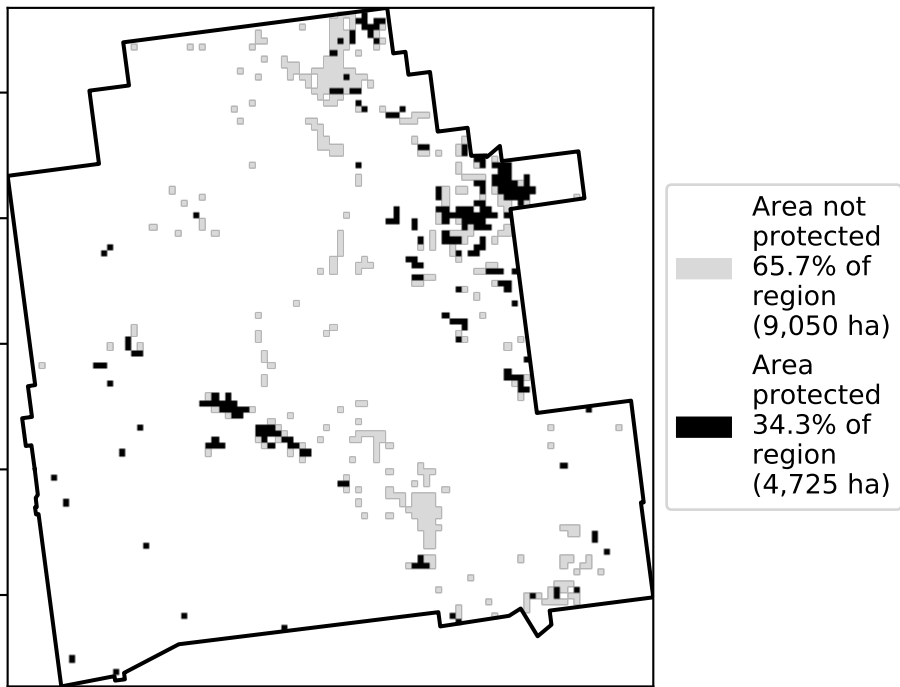 Area not
protected
65.7% of
region
(9,050 ha)
Area
protected
34.3% of
region
(4,725 ha)